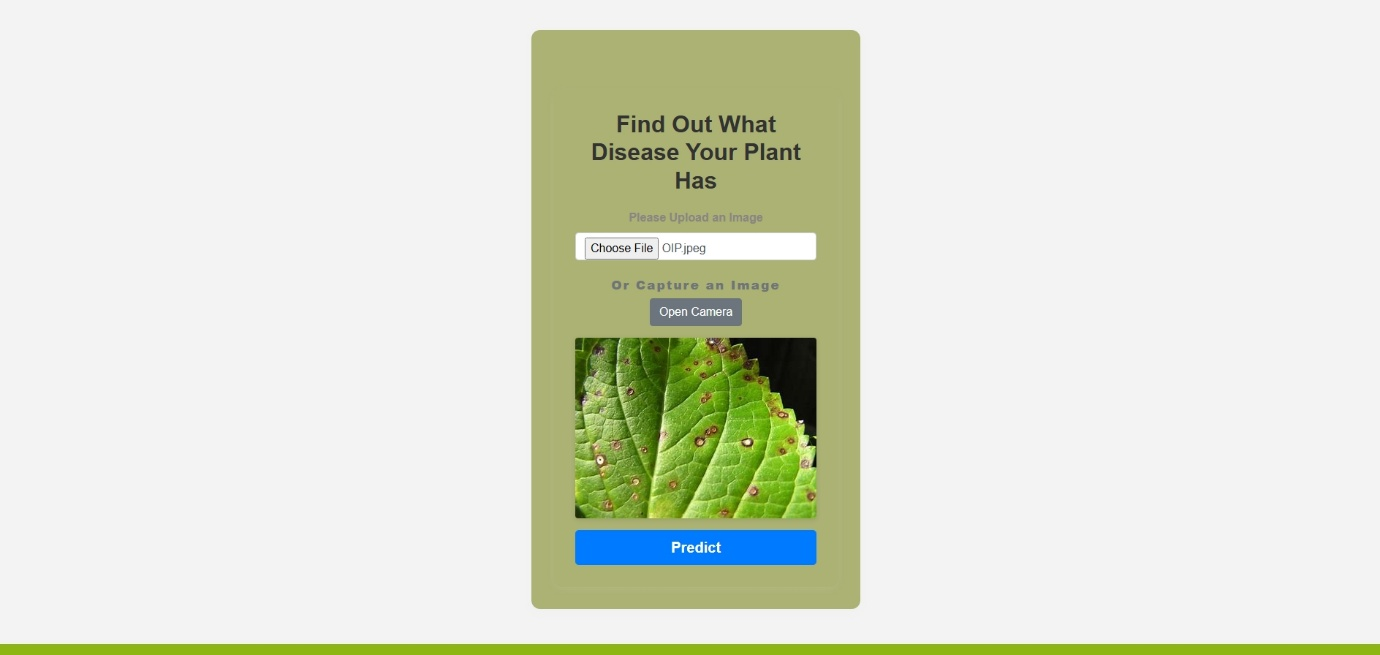 Find Out What
Disease Your Plant
Has
Please Upload an Image
Choose File OIP.jpeg
Or Capture an Image
Open Camera
Predict